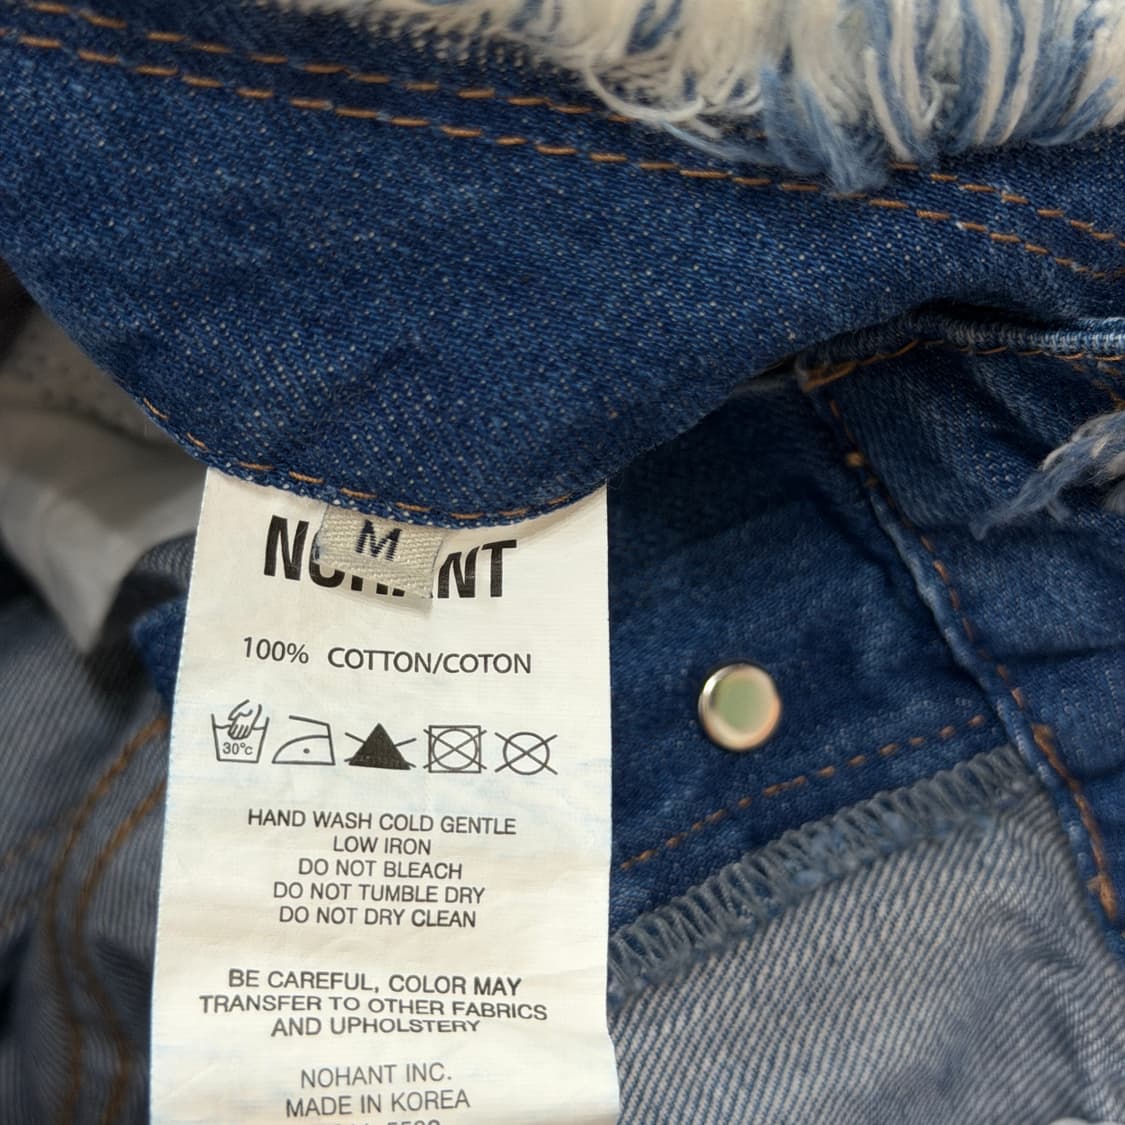 M
100% COTTON/COTON
30°c
HAND WASH COLD GENTLE
LOW IRON
DO NOT BLEACH
DO NOT TUMBLE DRY
DO NOT DRY CLEAN
BE CAREFUL, COLOR MAY
TRANSFER TO OTHER FABRICS
AND UPHOLSTERY
NOHANT INC.
MADE IN KOREA